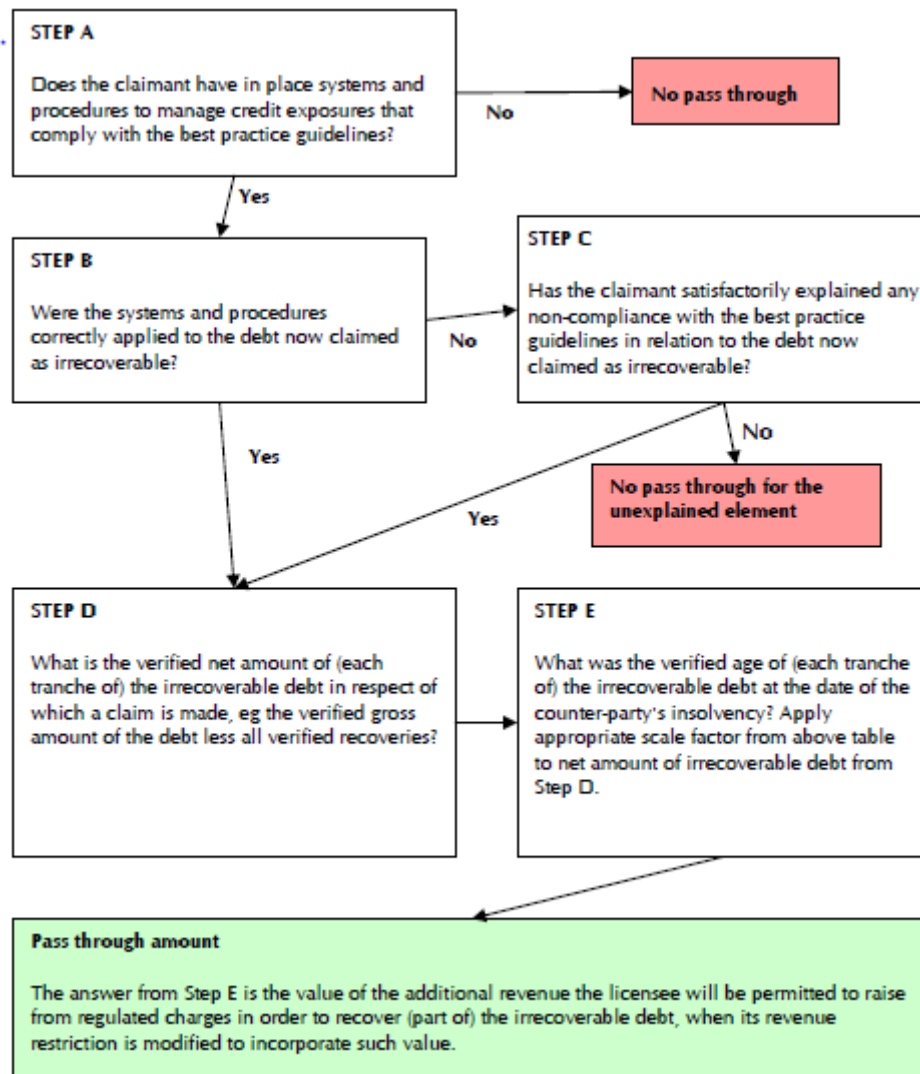 STEP A
Does the claimant have in place systems and
procedures to manage credit exposures that
comply with the best practice guidelines?
No
No pass through
Yes
STEP B
Were the systems and procedures
correctly applied to the debt now claimed
as irrecoverable?
No
STEP C
Has the claimant satisfactorily explained any
non-compliance with the best practice
guidelines in relation to the debt now
claimed as irrecoverable?
Yes
No
Yes
No pass through for the
unexplained element
STEP D
What is the verified net amount of (each
tranche of) the irrecoverable debt in respect of
which a claim is made, eg the verified gross
amount of the debt less all verified recoveries?
STEP E
What was the verified age of (each tranche
of) the irrecoverable debt at the date of the
counter-party's insolvency? Apply
appropriate scale factor from above table
to net amount of irrecoverable debt from
Step D.
Pass through amount
The answer from Step E is the value of the additional revenue the licensee will be permitted to raise
from regulated charges in order to recover (part of) the irrecoverable debt, when its revenue
restriction is modified to incorporate such value.